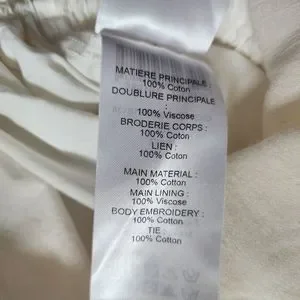 MATIERE PRINCIPALE
100% Coton
DOUBLURE PRINCIPALE
:
100% Viscose
BRODERIE CORPS :
100% Coton
LIEN :
100% Coton
MAIN MATERIAL :
100% Cotton
MAIN LINING :
100% Viscose
BODY EMBROIDERY :
100% Cotton
TIE :
100% Cotton